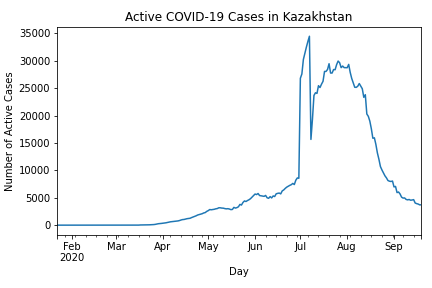 Active COVID-19 Cases in Kazakhstan
Number of Active Cases
35000
30000
25000
20000
15000
10000
5000
0
Feb Mar Apr May Jun Jul Aug Sep
2020
Day